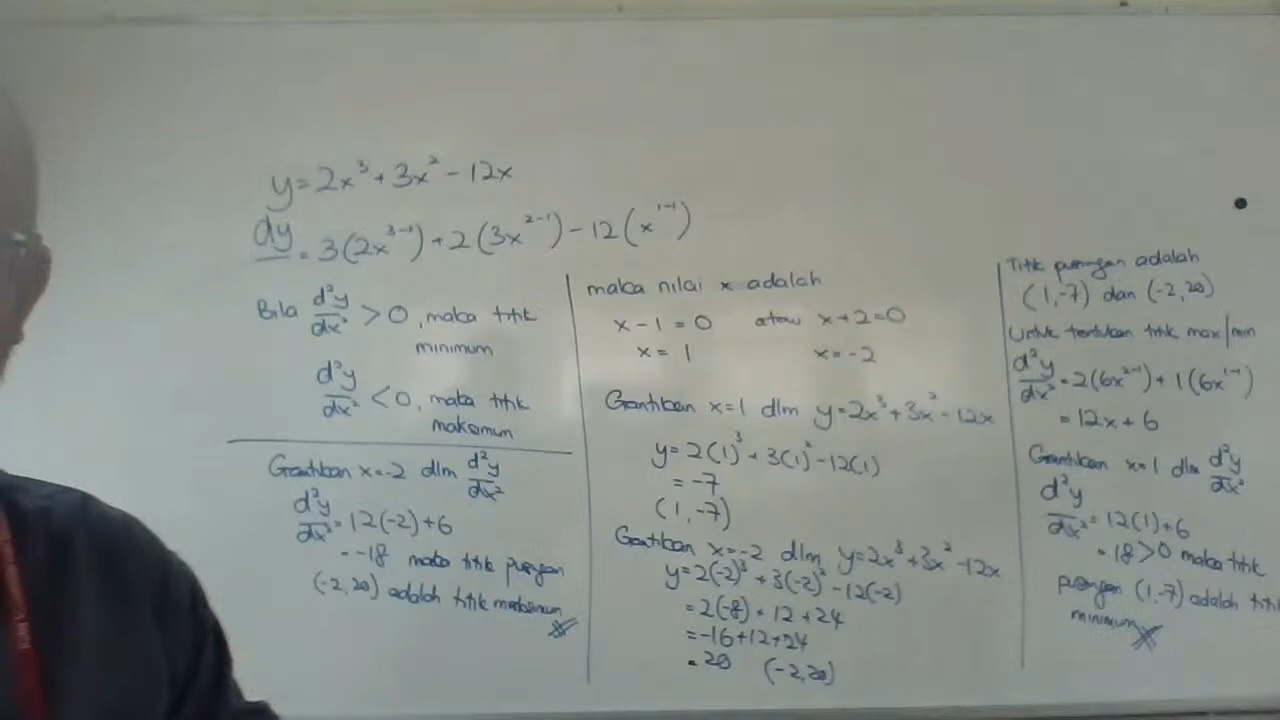 y = 2x³ + 3x² - 12x
dy = 3(2x³⁻¹) + 2(3x²⁻¹) - 12(x¹⁻¹)
Bila d²y/dx² > 0, maka titik
minimum
d²y/dx² < 0, maka titik
maksimum
Gantikan x=-2 dlm d²y/dx²
d²y/dx² = 12(-2)+6
= -18 maka titik pusingan
(-2,20) adalah titik maksimum
maka nilai x adalah
x - 1 = 0 atau x + 2 = 0
x = 1 x = -2
Gantikan x=1 dlm y=2x³+3x²-12x
y = 2(1)³ + 3(1)² - 12(1)
= -7
(1, -7)
Gantikan x=-2 dlm y=2x³+3x²-12x
y = 2(-2)³ + 3(-2)² - 12(-2)
= 2(-8) + 12 + 24
= -16+12+24
= 20 (-2,20)
Titik pusingan adalah
(1,-7) dan (-2,20)
Untuk tentukan titik max/min
d²y/dx² = 2(6x²⁻¹) + 1(6x¹⁻¹)
= 12x + 6
Gantikan x=1 dlm d²y/dx²
d²y/dx² = 12(1)+6
= 18 > 0 maka titik
pusingan (1,-7) adalah titik
minimum